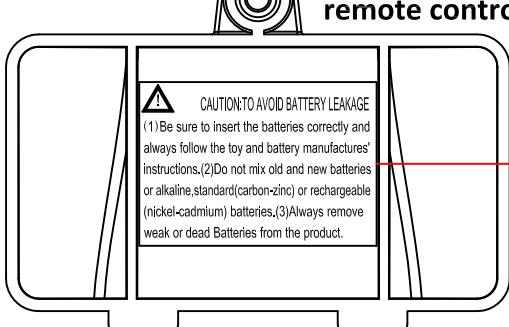 remote contro
CAUTION:TO AVOID BATTERY LEAKAGE
(1)Be sure to insert the batteries correctly and
always follow the toy and battery manufactures'
instructions.(2)Do not mix old and new batteries
or alkaline,standard(carbon-zinc) or rechargeable
(nickel-cadmium) batteries.(3)Always remove
weak or dead Batteries from the product.